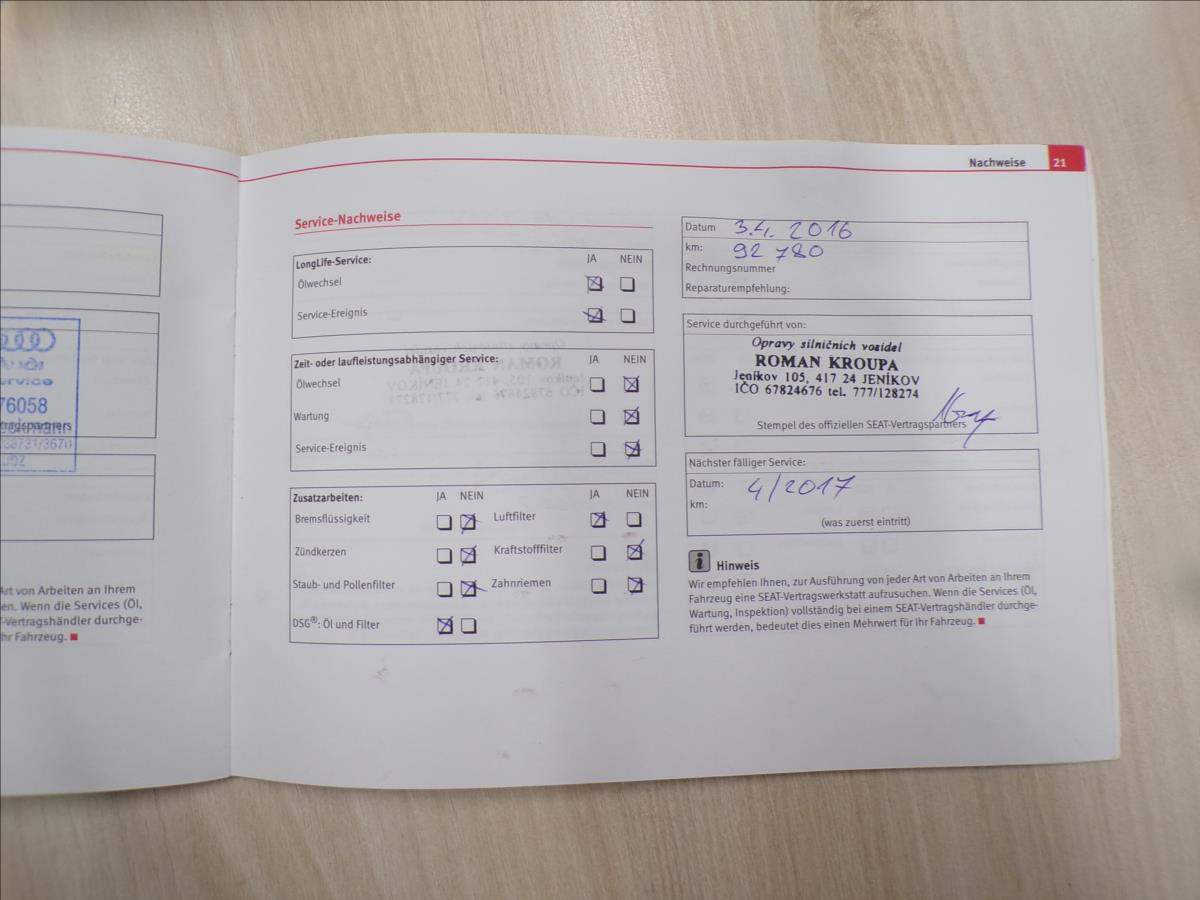 Nachweise 21
ervice
76058
tragspartners
Art von Arbeiten an Ihrem
en. Wenn die Services (Öl,
-Vertragshändler durchge-
hr Fahrzeug.
Service-Nachweise
LongLife-Service: JA NEIN
Ölwechsel
Service-Ereignis
Zeit- oder laufleistungsabhängiger Service: JA NEIN
Ölwechsel
Wartung
Service-Ereignis
Zusatzarbeiten: JA NEIN JA NEIN
Bremsflüssigkeit Luftfilter
Zündkerzen Kraftstofffilter
Staub- und Pollenfilter Zahnriemen
DSG®: Öl und Filter
Datum 3.4. 2016
km: 92 780
Rechnungsnummer
Reparaturempfehlung:
Service durchgeführt von:
Opravy silničních vozidel
ROMAN KROUPA
Jeníkov 105, 417 24 JENÍKOV
IČO 67824676 tel. 777/128274
Stempel des offiziellen SEAT-Vertragspartners
Nächster fälliger Service:
Datum: 4/2017
km:
(was zuerst eintritt)
i Hinweis
Wir empfehlen Ihnen, zur Ausführung von jeder Art von Arbeiten an Ihrem
Fahrzeug eine SEAT-Vertragswerkstatt aufzusuchen. Wenn die Services (Öl,
Wartung, Inspektion) vollständig bei einem SEAT-Vertragshändler durchge-
führt werden, bedeutet dies einen Mehrwert für Ihr Fahrzeug.